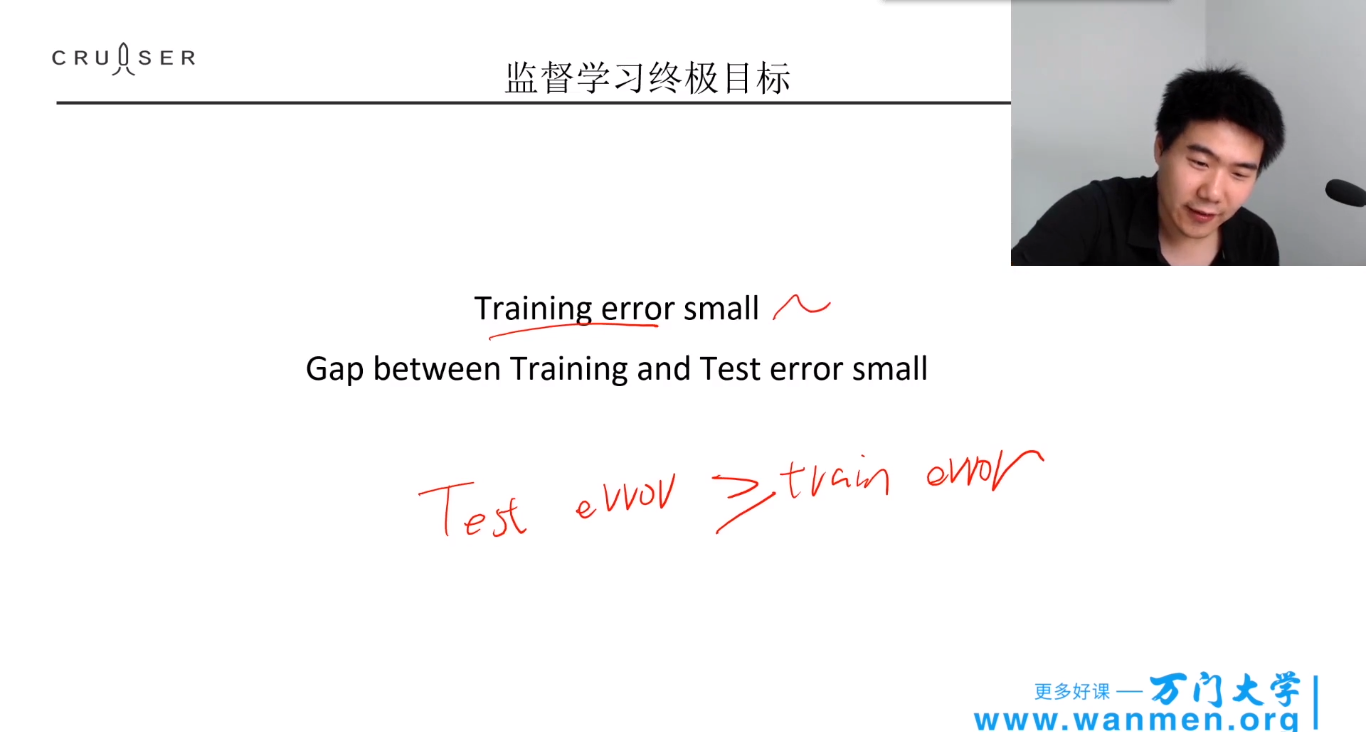 CRUISER
监督学习终极目标
Training error small
Gap between Training and Test error small
Test error ≥ train error
更多好课 — 万门大学
www.wanmen.org